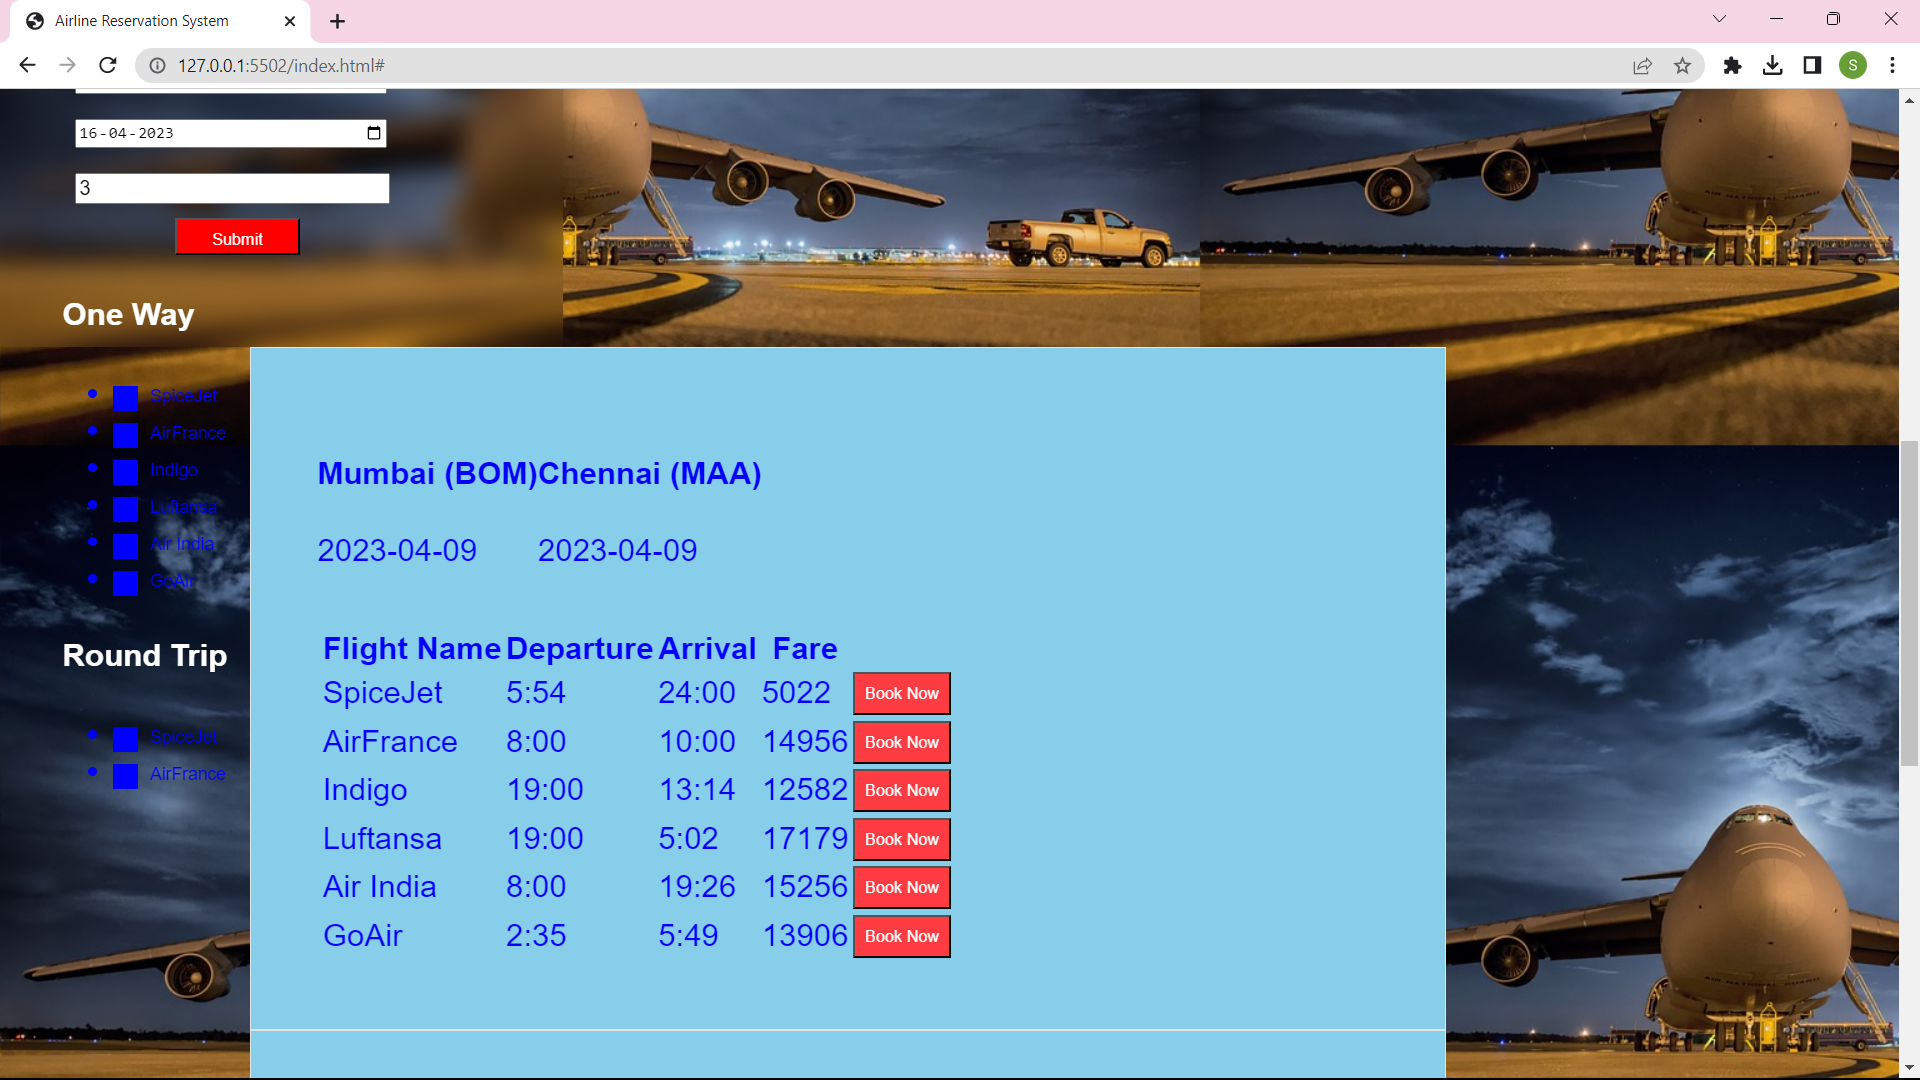 Airline Reservation System
127.0.0.1:5502/index.html#
S
16-04-2023
3
Submit
One Way
SpiceJet
AirFrance
Indigo
Luftansa
Air India
GoAir
Round Trip
SpiceJet
AirFrance
Mumbai (BOM)Chennai (MAA)
2023-04-09 2023-04-09
Flight Name Departure Arrival Fare
SpiceJet 5:54 24:00 5022 Book Now
AirFrance 8:00 10:00 14956 Book Now
Indigo 19:00 13:14 12582 Book Now
Luftansa 19:00 5:02 17179 Book Now
Air India 8:00 19:26 15256 Book Now
GoAir 2:35 5:49 13906 Book Now